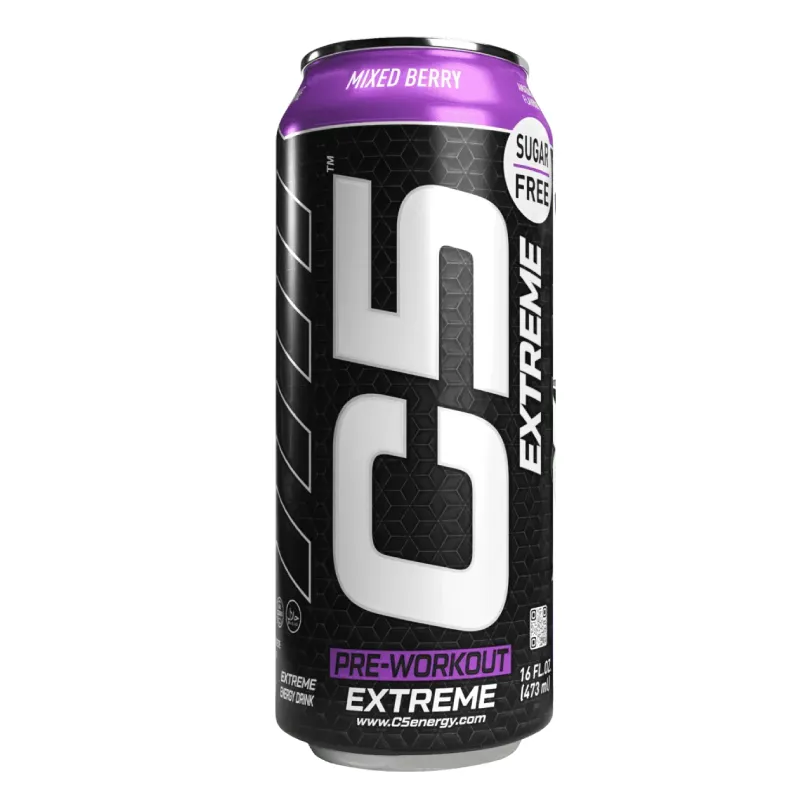 MIXED BERRY
SUGAR
FREE
TM
C5
EXTREME
حلال
EXTREME
ENERGY DRINK
PRE-WORKOUT
EXTREME
www.C5energy.com
16 FL.OZ
(473 ml)